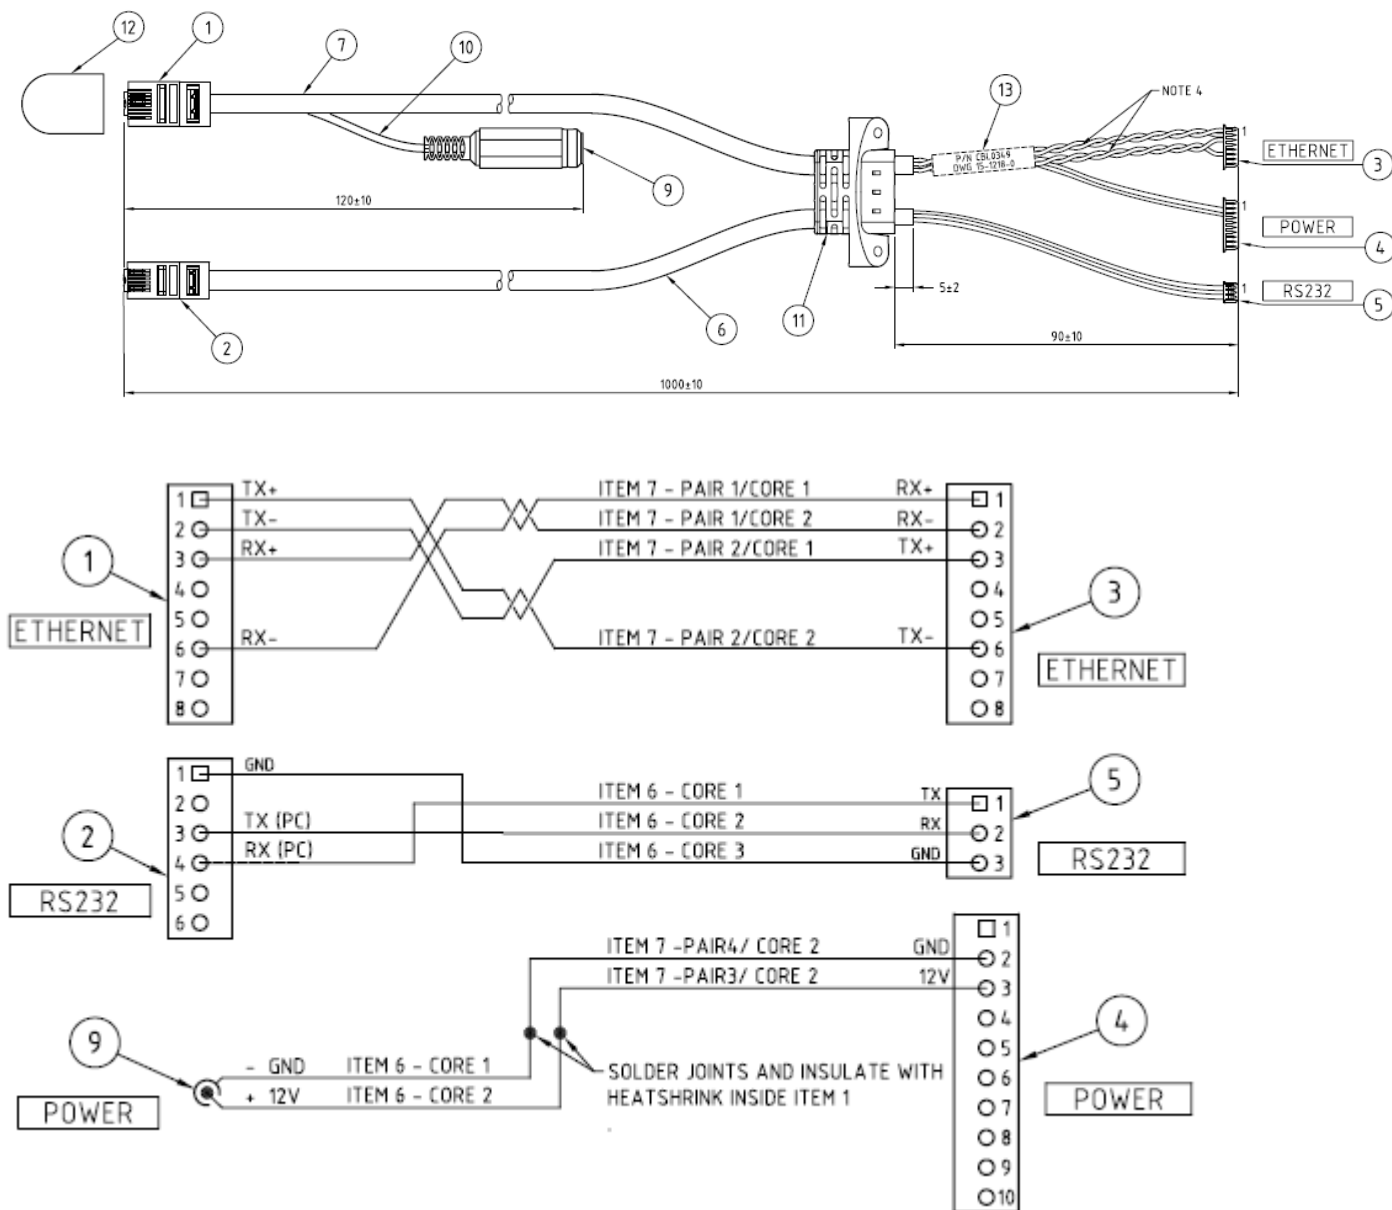 12
1
7
10
13
NOTE 4
1
ETHERNET
3
P/N CBL0349
DWG 15-1218-0
9
120±10
1
POWER
4
11
6
5±2
1
RS232
5
2
90±10
1000±10
1
ETHERNET
1 TX+
2 TX-
3 RX+
4
5
6 RX-
7
8
ITEM 7 - PAIR 1/CORE 1 RX+ 1
ITEM 7 - PAIR 1/CORE 2 RX- 2
ITEM 7 - PAIR 2/CORE 1 TX+ 3
4
5
ITEM 7 - PAIR 2/CORE 2 TX- 6
7
8
3
ETHERNET
2
RS232
1 GND
2
3 TX (PC)
4 RX (PC)
5
6
ITEM 6 - CORE 1 TX 1
ITEM 6 - CORE 2 RX 2
ITEM 6 - CORE 3 GND 3
5
RS232
9
POWER
- GND ITEM 6 - CORE 1
+ 12V ITEM 6 - CORE 2
1
ITEM 7 -PAIR4/ CORE 2 GND 2
ITEM 7 -PAIR3/ CORE 2 12V 3
4
5
6
7
8
9
10
SOLDER JOINTS AND INSULATE WITH
HEATSHRINK INSIDE ITEM 1
4
POWER